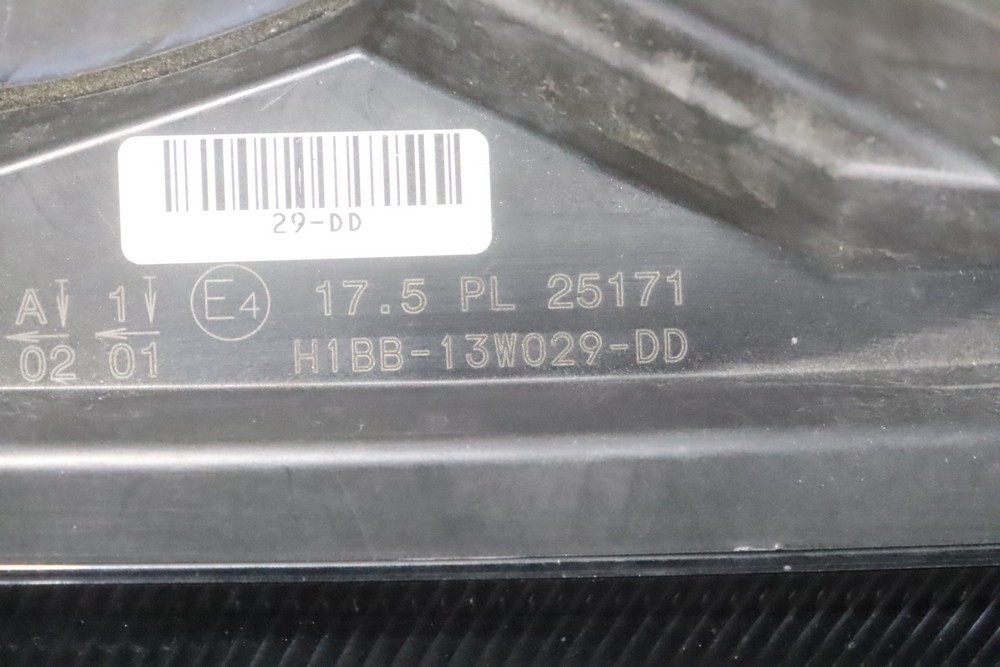 29-DD
A 1 E4 17.5 PL 25171
02 01 H1BB-13W029-DD